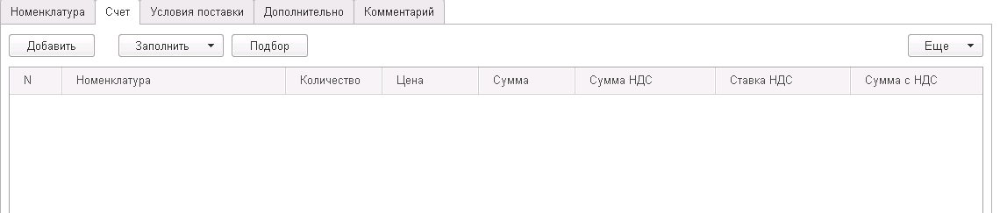 Номенклатура Счет Условия поставки Дополнительно Комментарий
Добавить Заполнить Подбор Еще
N Номенклатура Количество Цена Сумма Сумма НДС Ставка НДС Сумма с НДС